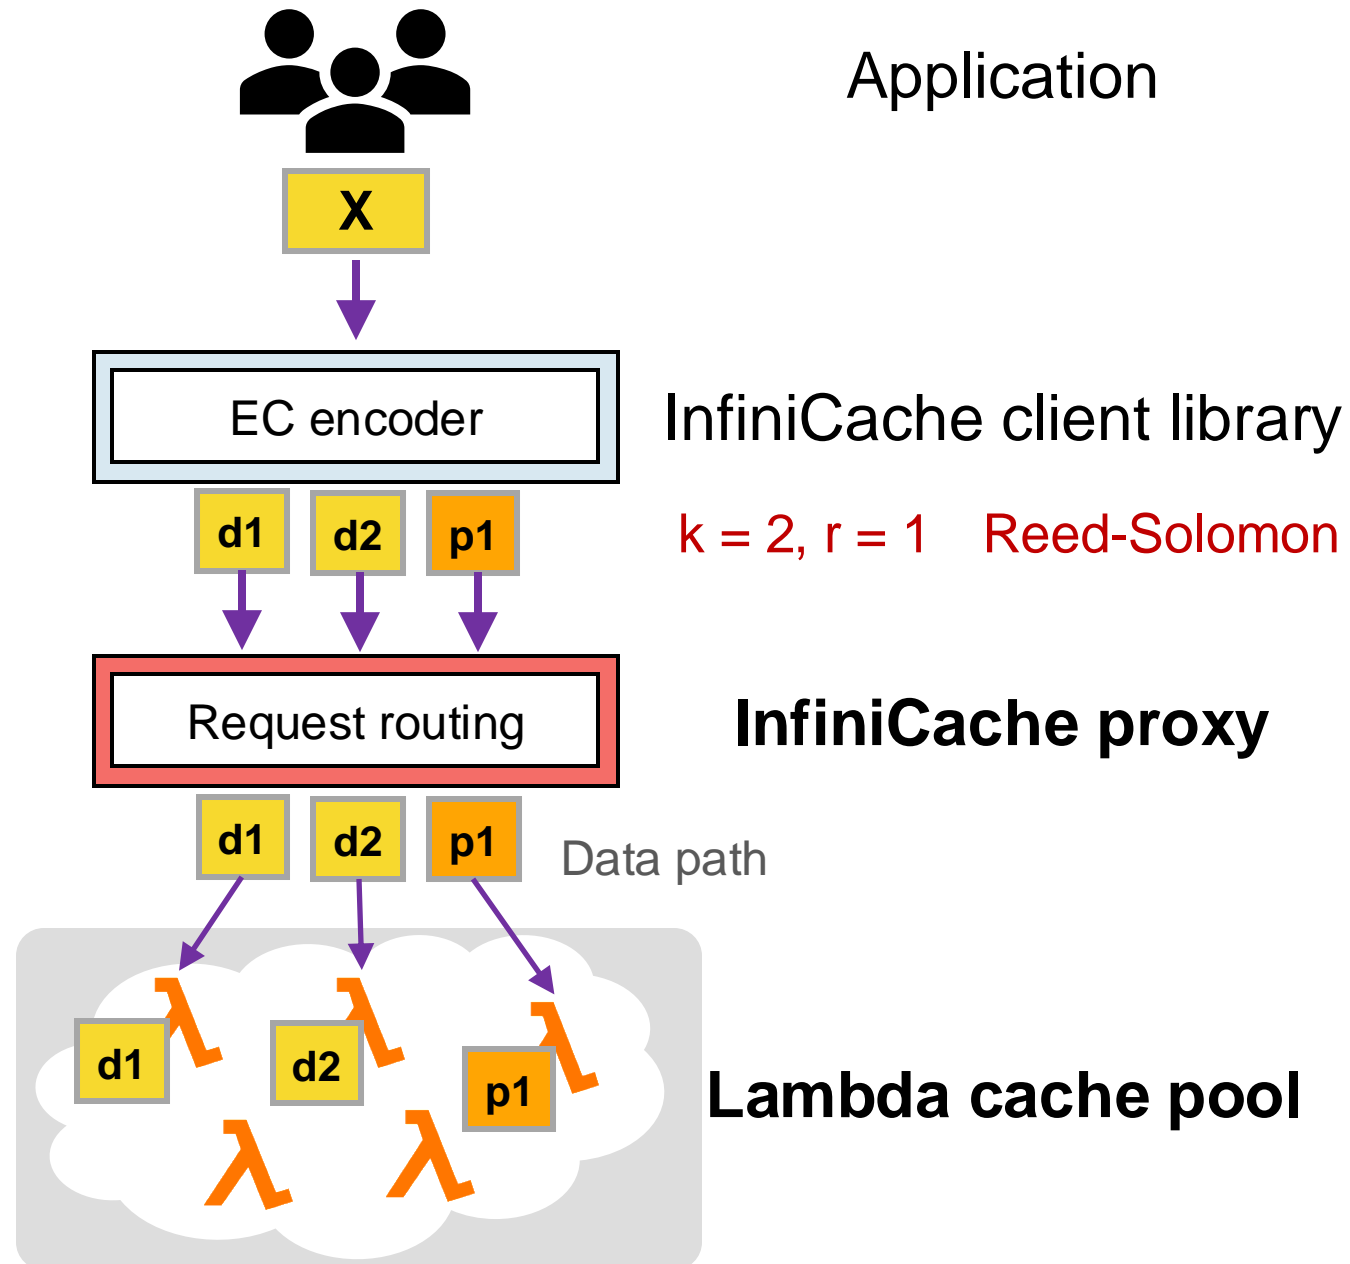 Application
X
EC encoder
InfiniCache client library
d1 d2 p1
k = 2, r = 1 Reed-Solomon
Request routing
InfiniCache proxy
d1 d2 p1
Data path
λ λ λ
d1 d2 p1
Lambda cache pool
λ λ